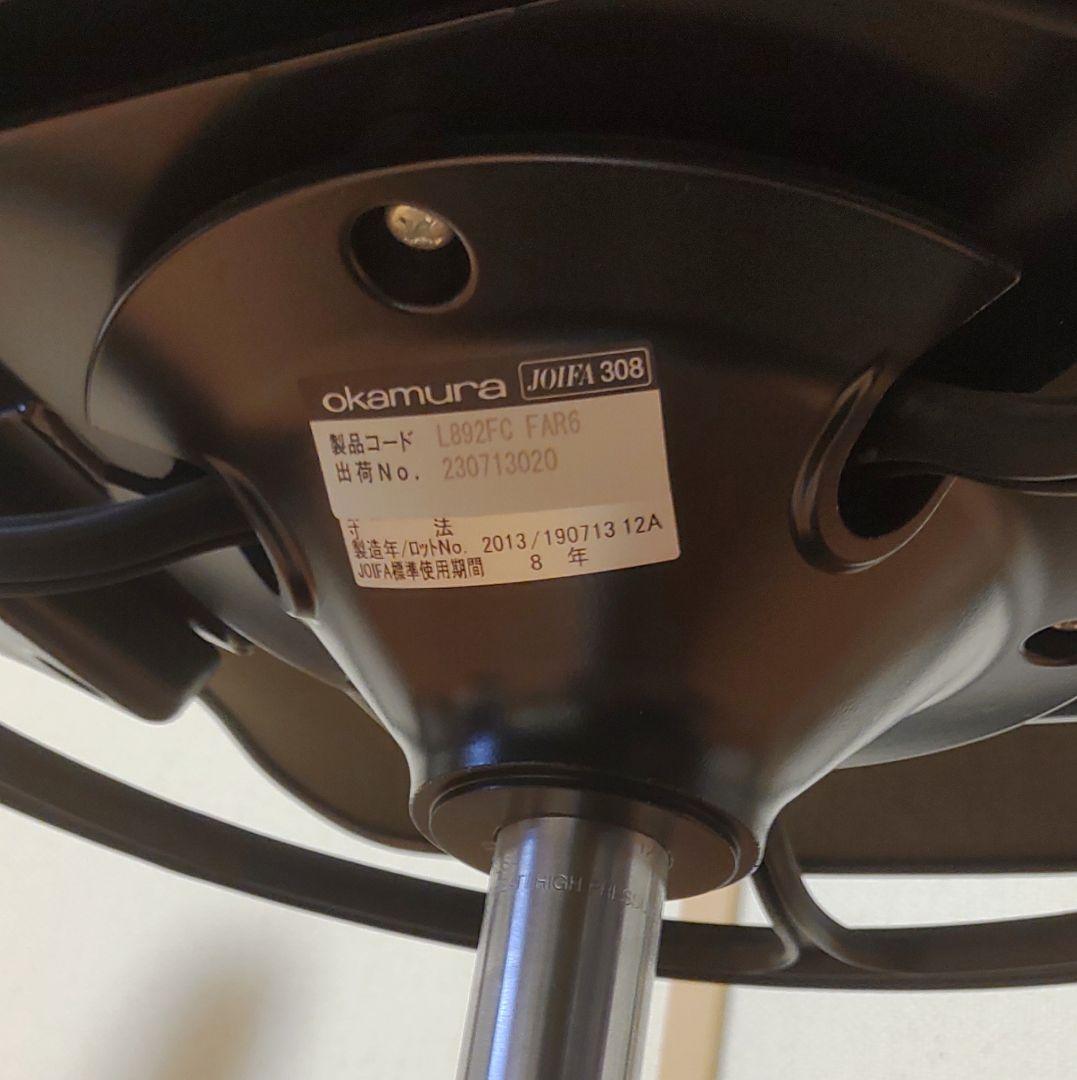 okamura JOIFA 308
製品コード L892FC FAR6
出荷No. 230713020
寸 法
製造年/ロットNo. 2013/190713 12A
JOIFA標準使用期間 8 年
HIGH